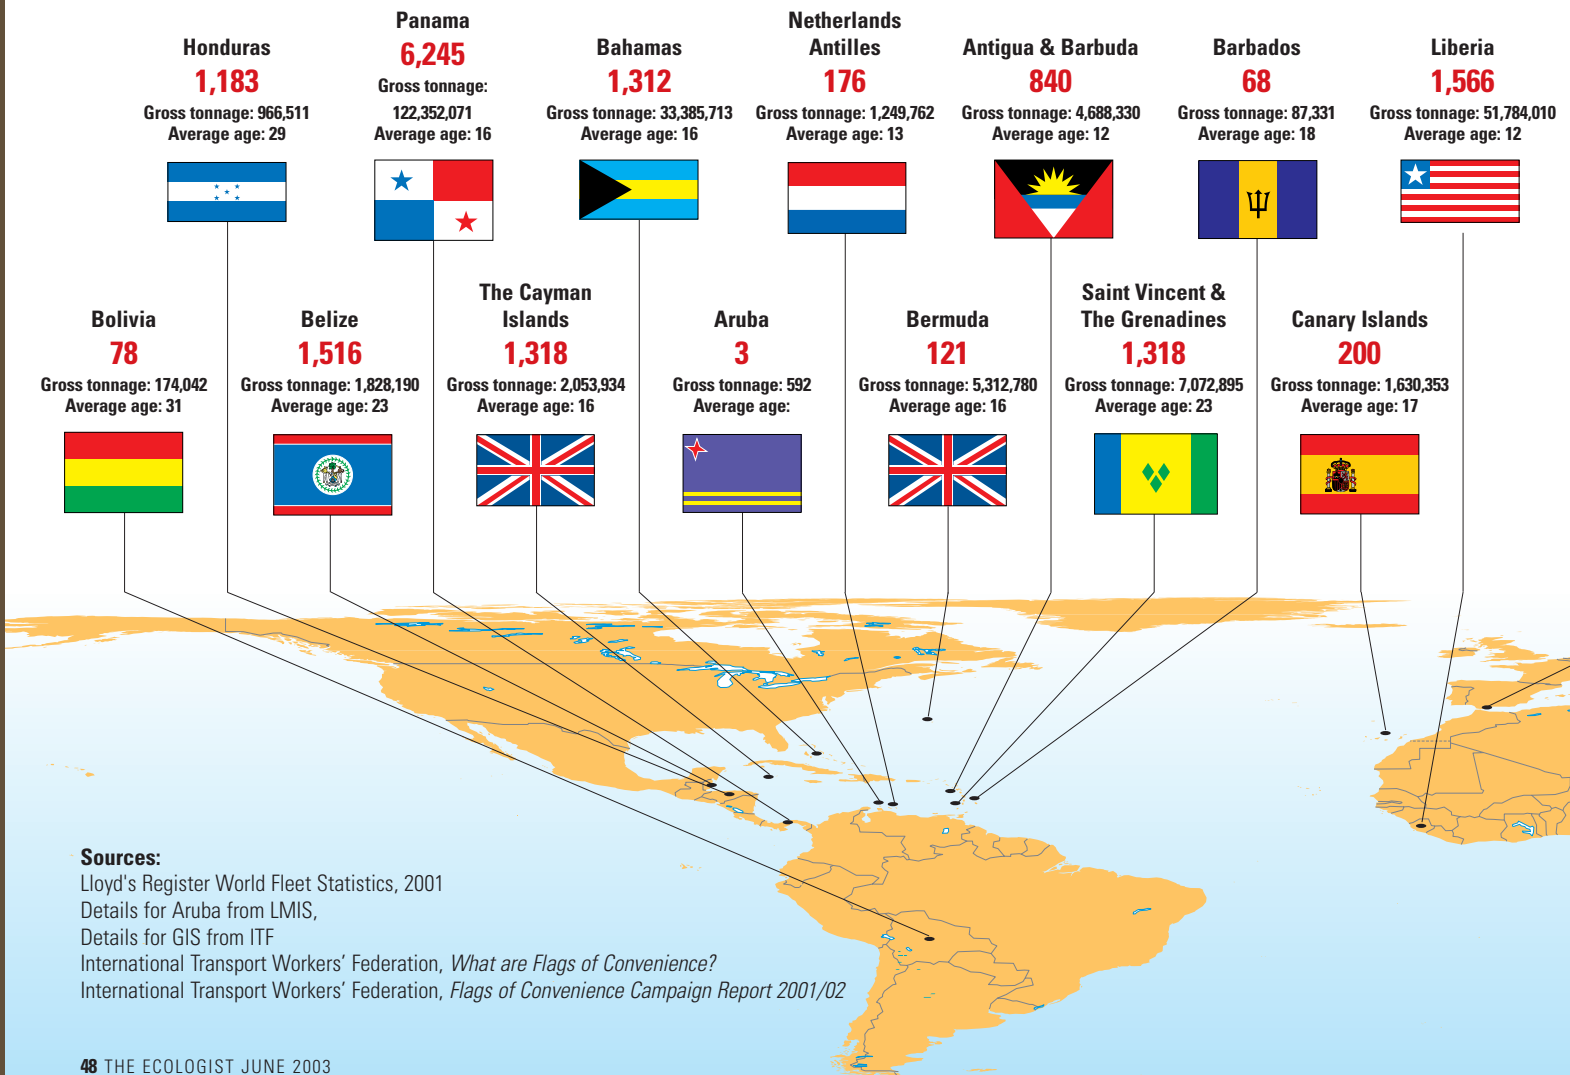 Honduras
1,183
Gross tonnage: 966,511
Average age: 29
Panama
6,245
Gross tonnage:
122,352,071
Average age: 16
Bahamas
1,312
Gross tonnage: 33,385,713
Average age: 16
Netherlands
Antilles
176
Gross tonnage: 1,249,762
Average age: 13
Antigua & Barbuda
840
Gross tonnage: 4,688,330
Average age: 12
Barbados
68
Gross tonnage: 87,331
Average age: 18
Liberia
1,566
Gross tonnage: 51,784,010
Average age: 12
Bolivia
78
Gross tonnage: 174,042
Average age: 31
Belize
1,516
Gross tonnage: 1,828,190
Average age: 23
The Cayman
Islands
1,318
Gross tonnage: 2,053,934
Average age: 16
Aruba
3
Gross tonnage: 592
Average age:
Bermuda
121
Gross tonnage: 5,312,780
Average age: 16
Saint Vincent &
The Grenadines
1,318
Gross tonnage: 7,072,895
Average age: 23
Canary Islands
200
Gross tonnage: 1,630,353
Average age: 17
Sources:
Lloyd's Register World Fleet Statistics, 2001
Details for Aruba from LMIS,
Details for GIS from ITF
International Transport Workers' Federation, What are Flags of Convenience?
International Transport Workers' Federation, Flags of Convenience Campaign Report 2001/02
48 THE ECOLOGIST JUNE 2003